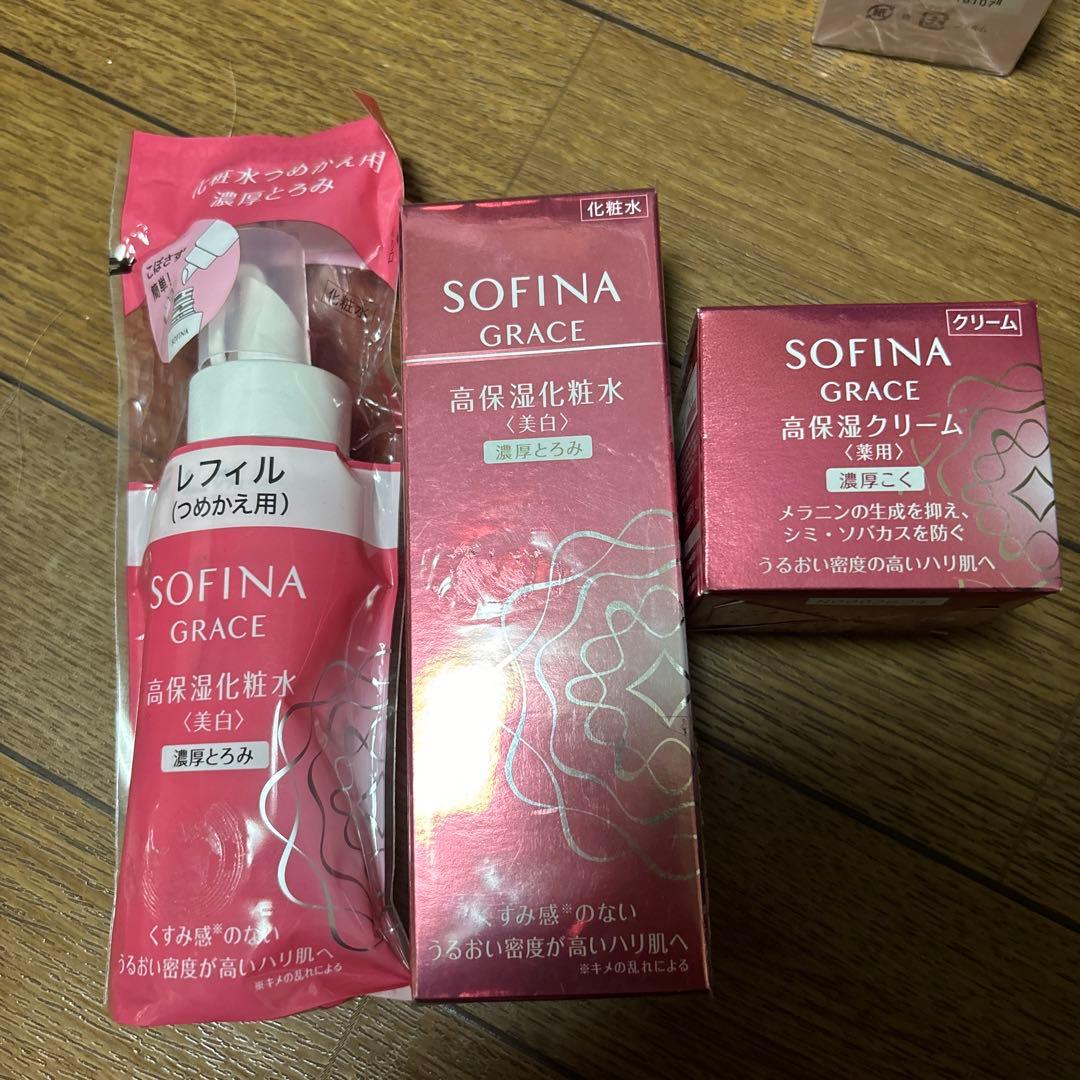 化粧水つめかえ用
濃厚とろみ
こぼさず
簡単!
SOFINA
化粧水
レフィル
(つめかえ用)
SOFINA
GRACE
高保湿化粧水
〈美白〉
濃厚とろみ
くすみ感※のない
うるおい密度が高いハリ肌へ
※キメの乱れによる
化粧水
SOFINA
GRACE
高保湿化粧水
〈美白〉
濃厚とろみ
くすみ感※のない
うるおい密度が高いハリ肌へ
※キメの乱れによる
クリーム
SOFINA
GRACE
高保湿クリーム
〈薬用〉
濃厚こく
メラニンの生成を抑え、
シミ・ソバカスを防ぐ
うるおい密度の高いハリ肌へ
紙